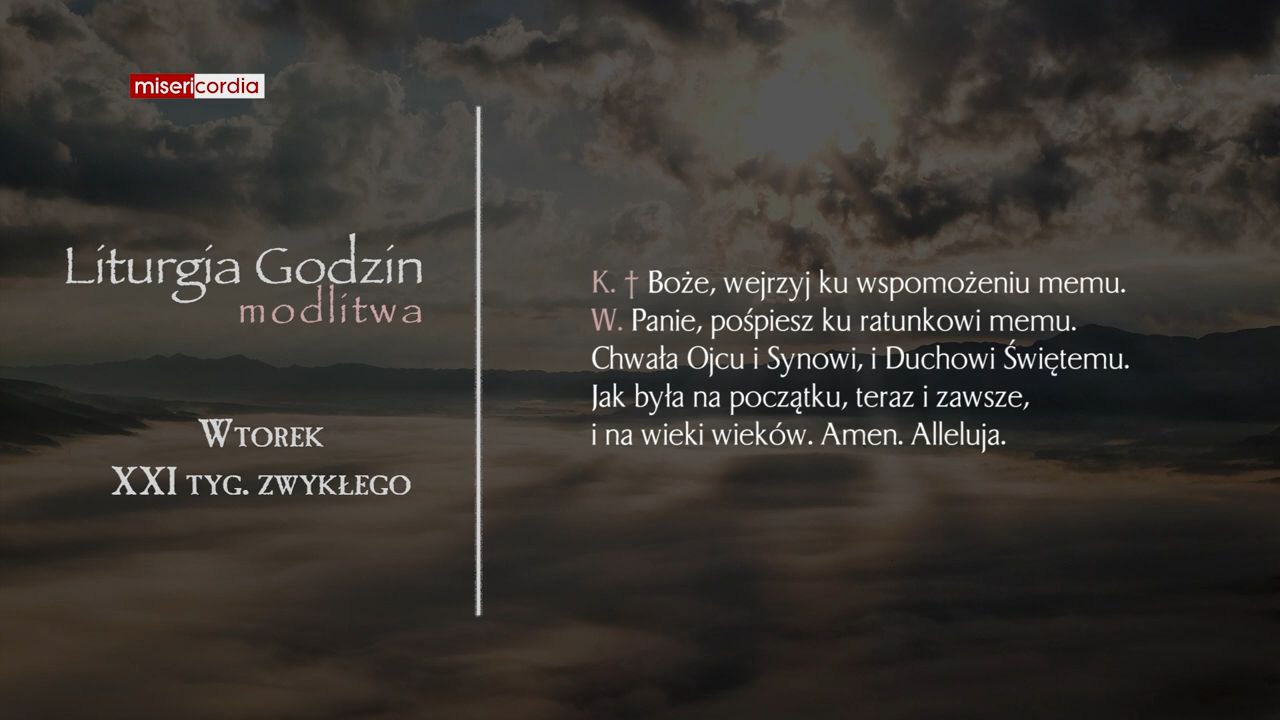 misericordia
Liturgia Godzin
modlitwa
Wtorek
XXI tyg. zwykłego
K. † Boże, wejrzyj ku wspomożeniu memu.
W. Panie, pośpiesz ku ratunkowi memu.
Chwała Ojcu i Synowi, i Duchowi Świętemu.
Jak była na początku, teraz i zawsze,
i na wieki wieków. Amen. Alleluja.